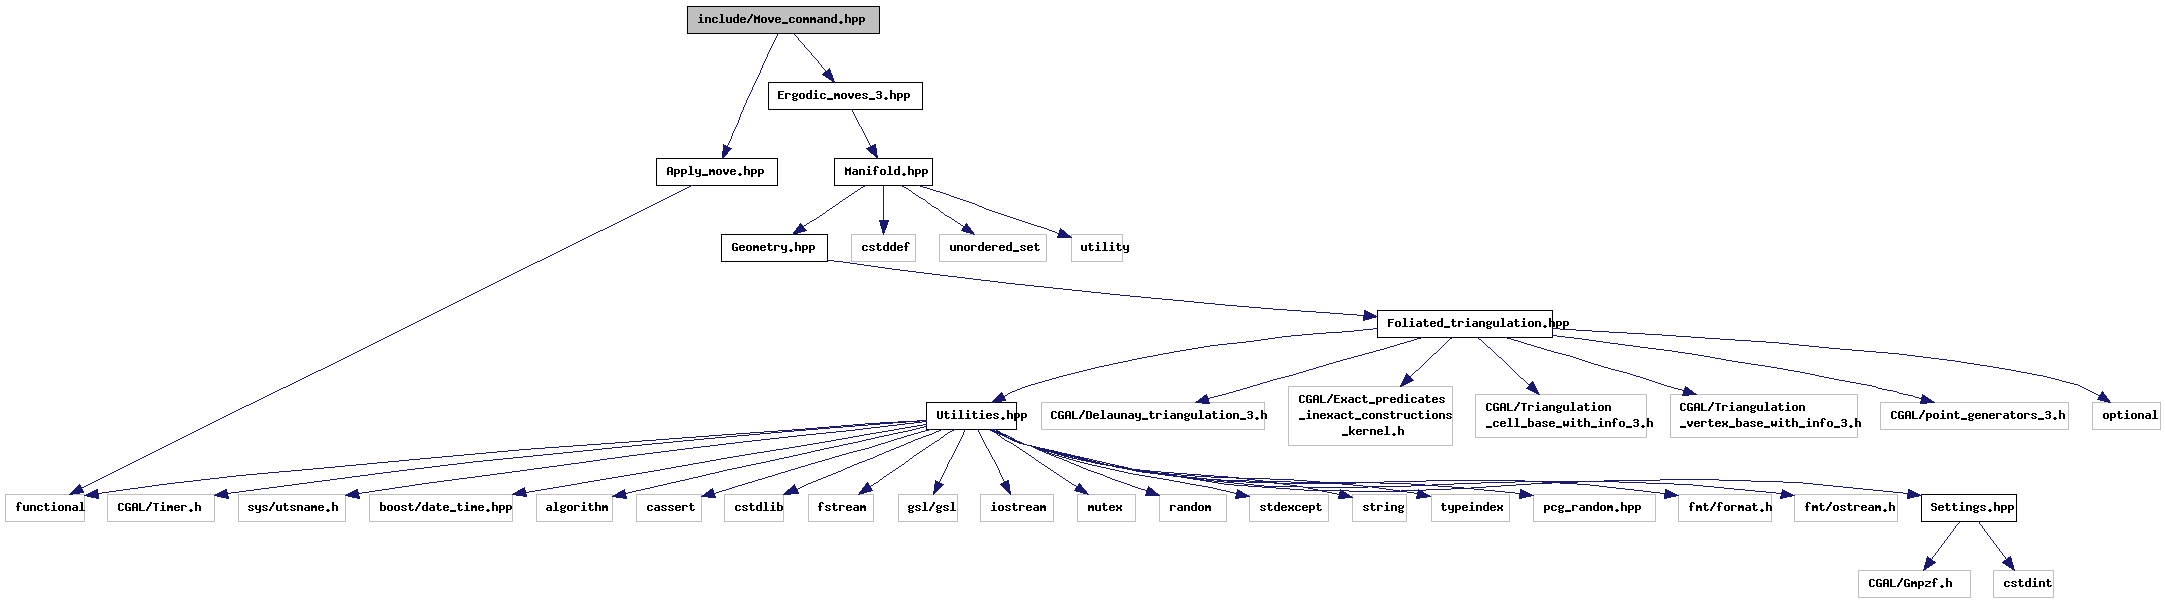 include/Move_command.hpp
Ergodic_moves_3.hpp
Apply_move.hpp
Manifold.hpp
Geometry.hpp
cstddef
unordered_set
utility
Foliated_triangulation.hpp
Utilities.hpp
CGAL/Delaunay_triangulation_3.h
CGAL/Exact_predicates
_inexact_constructions
_kernel.h
CGAL/Triangulation
_cell_base_with_info_3.h
CGAL/Triangulation
_vertex_base_with_info_3.h
CGAL/point_generators_3.h
optional
functional
CGAL/Timer.h
sys/utsname.h
boost/date_time.hpp
algorithm
cassert
cstdlib
fstream
gsl/gsl
iostream
mutex
random
stdexcept
string
typeindex
pcg_random.hpp
fmt/format.h
fmt/ostream.h
Settings.hpp
CGAL/Gmpzf.h
cstdint